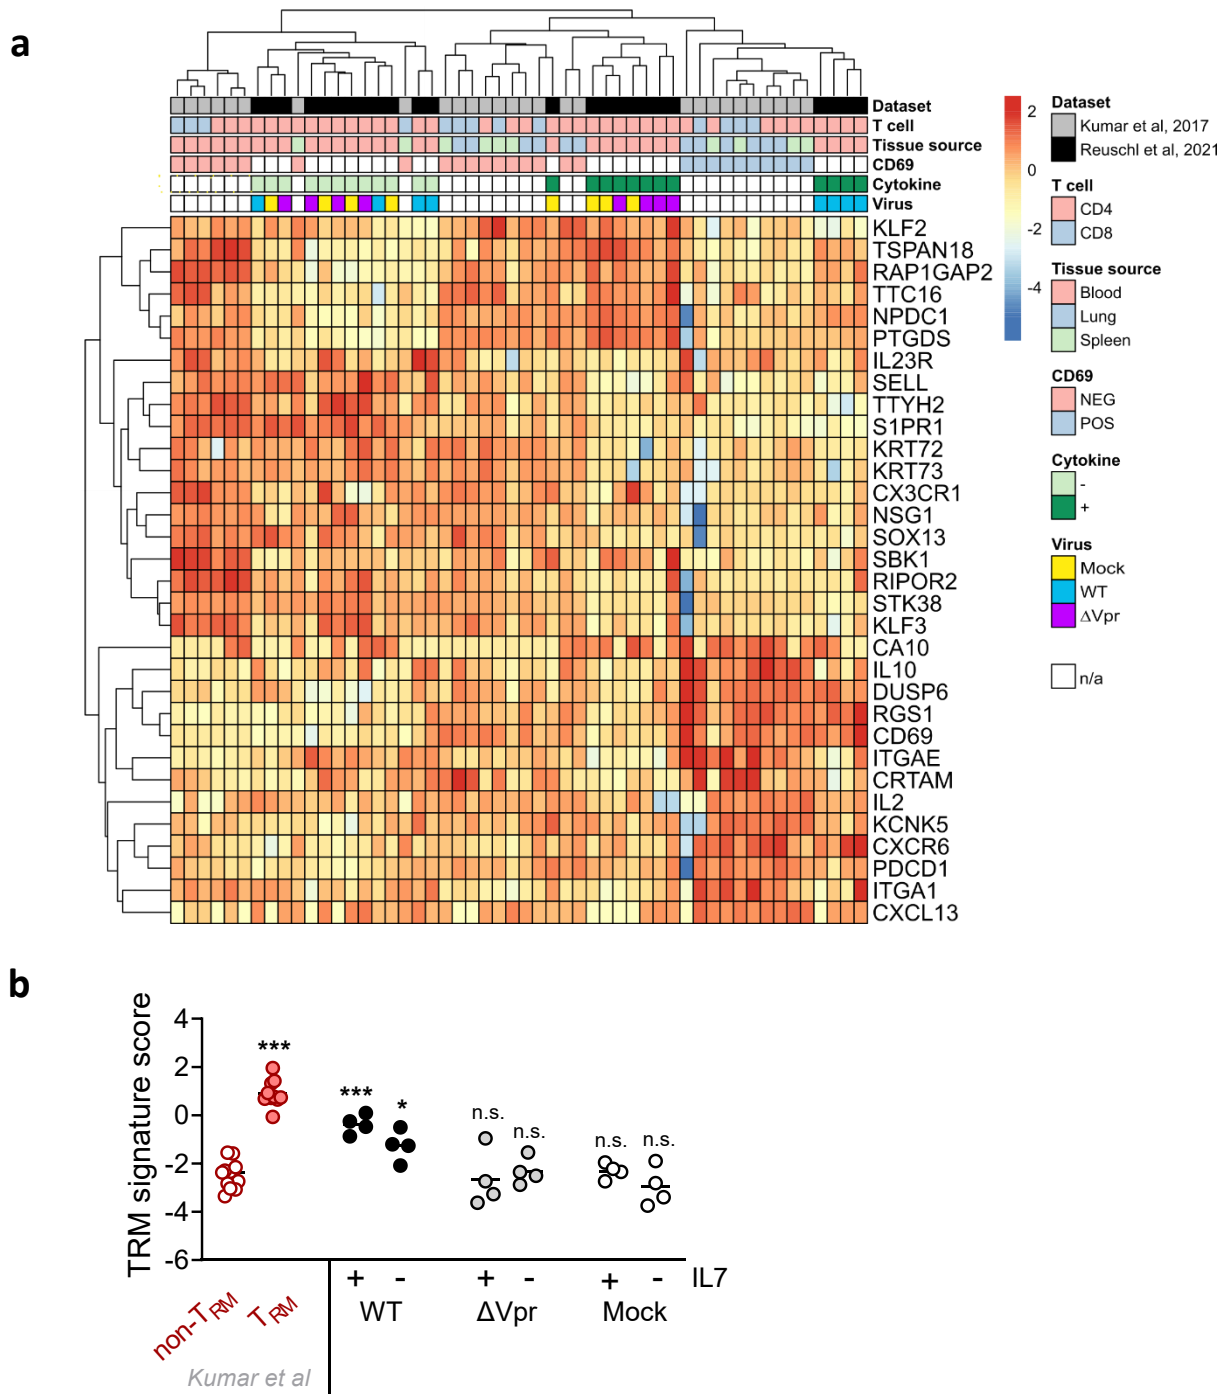 a
Dataset
T cell
Tissue source
CD69
Cytokine
Virus
KLF2
TSPAN18
RAP1GAP2
TTC16
NPDC1
PTGDS
IL23R
SELL
TTYH2
S1PR1
KRT72
KRT73
CX3CR1
NSG1
SOX13
SBK1
RIPOR2
STK38
KLF3
CA10
IL10
DUSP6
RGS1
CD69
ITGAE
CRTAM
IL2
KCNK5
CXCR6
PDCD1
ITGA1
CXCL13
2
0
-2
-4
Dataset
Kumar et al, 2017
Reuschl et al, 2021
T cell
CD4
CD8
Tissue source
Blood
Lung
Spleen
CD69
NEG
POS
Cytokine
-
+
Virus
Mock
WT
ΔVpr
n/a
b
TRM signature score
4
2
0
-2
-4
-6
***
***
*
n.s.
n.s.
n.s.
n.s.
+ - + - + - IL7
non-TRM
TRM
WT ΔVpr Mock
Kumar et al